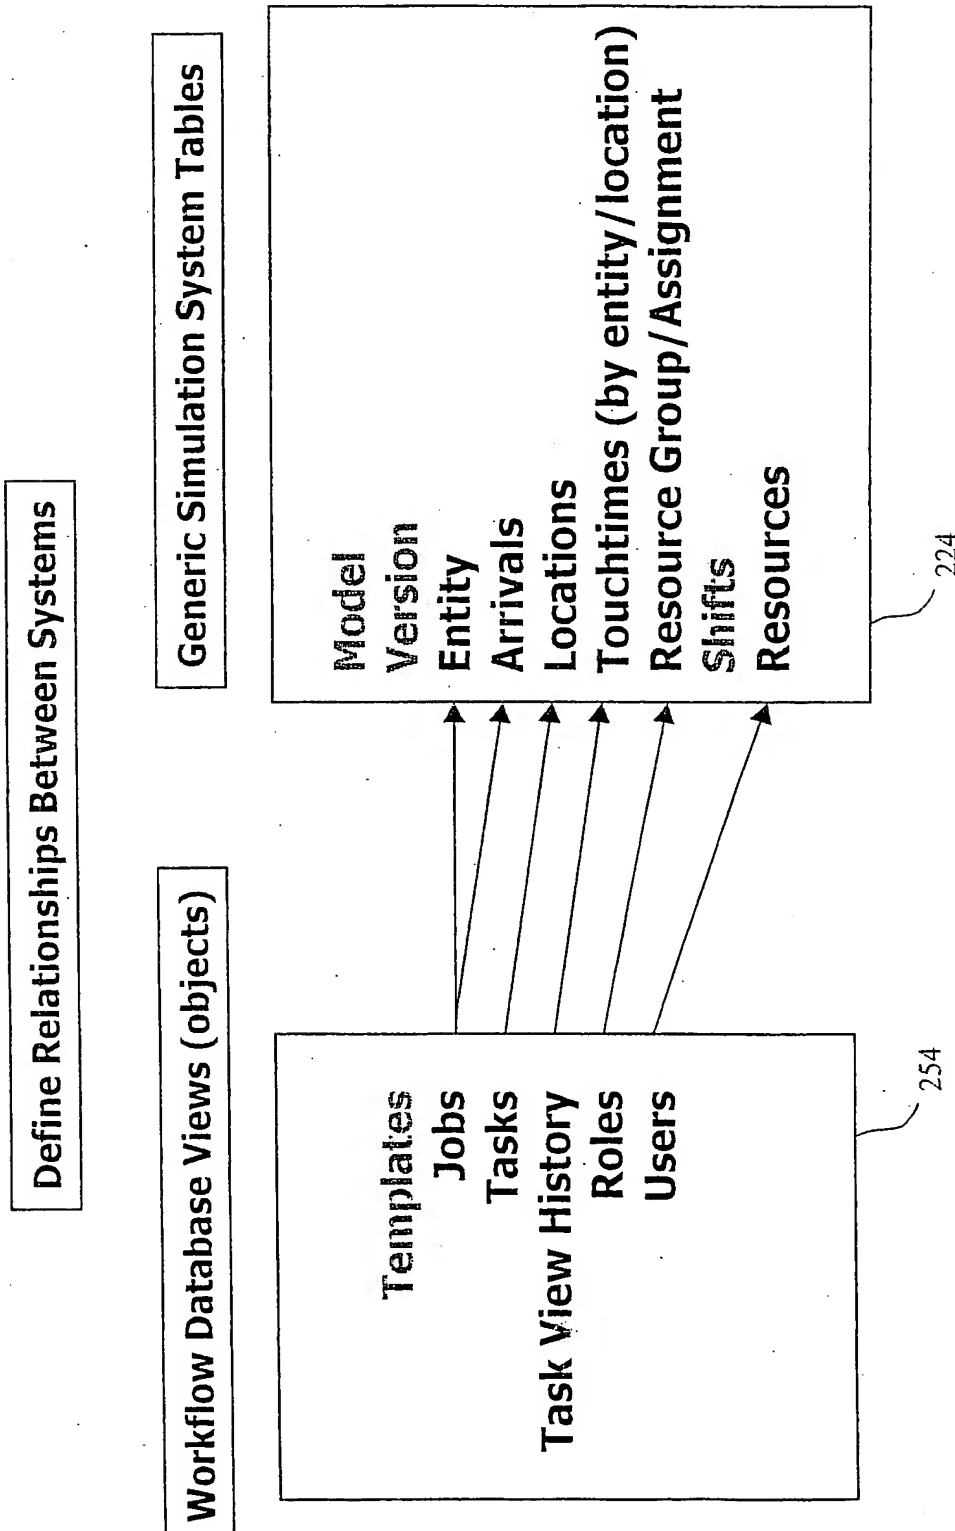 Define Relationships Between Systems
Workflow Database Views (objects)
Templates
Jobs
Tasks
Task View History
Roles
Users
254
Generic Simulation System Tables
Model
Version
Entity
Arrivals
Locations
Touchtimes (by entity/location)
Resource Group/Assignment
Shifts
Resources
224